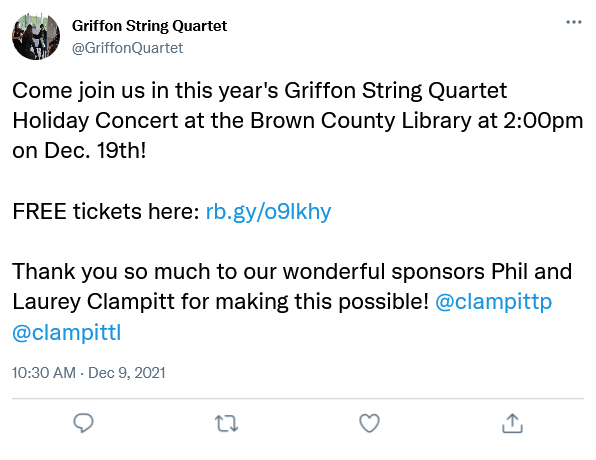 Griffon String Quartet
@GriffonQuartet
Come join us in this year's Griffon String Quartet
Holiday Concert at the Brown County Library at 2:00pm
on Dec. 19th!
FREE tickets here: rb.gy/o9lkhy
Thank you so much to our wonderful sponsors Phil and
Laurey Clampitt for making this possible! @clampittp
@clampittl
10:30 AM · Dec 9, 2021